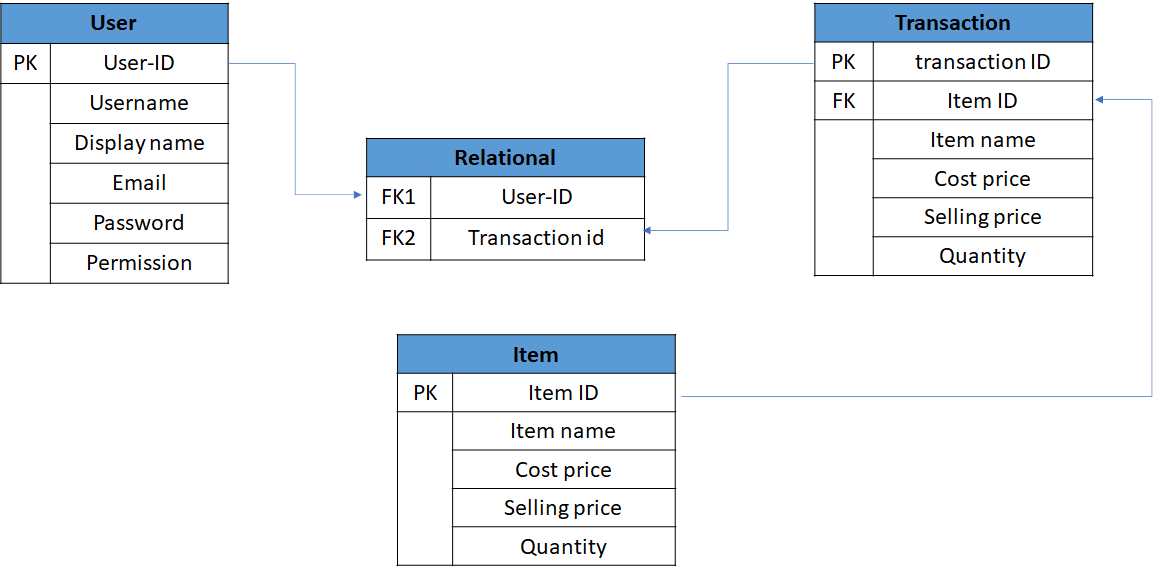 User
PK User-ID
Username
Display name
Email
Password
Permission
Relational
FK1 User-ID
FK2 Transaction id
Transaction
PK transaction ID
FK Item ID
Item name
Cost price
Selling price
Quantity
Item
PK Item ID
Item name
Cost price
Selling price
Quantity